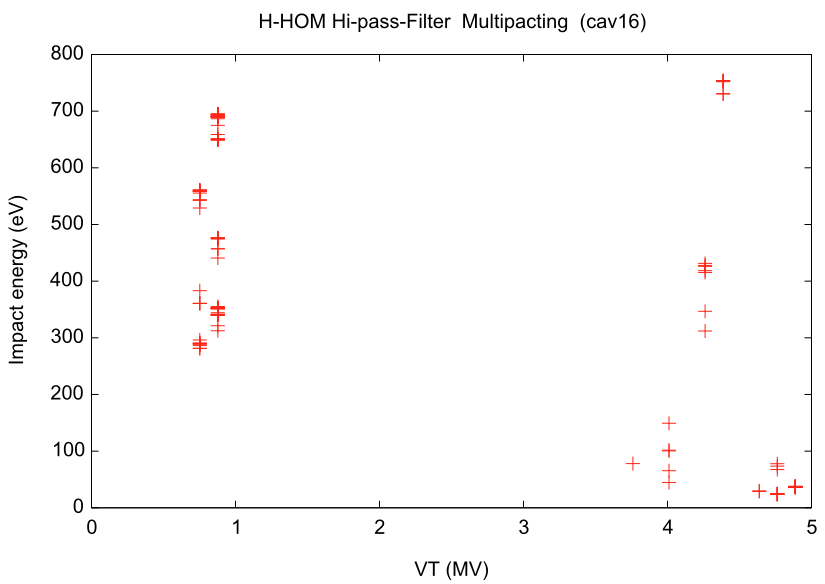 H-HOM Hi-pass-Filter Multipacting (cav16)
800
700
600
500
400
300
200
100
0
Impact energy (eV)
0 1 2 3 4 5
VT (MV)